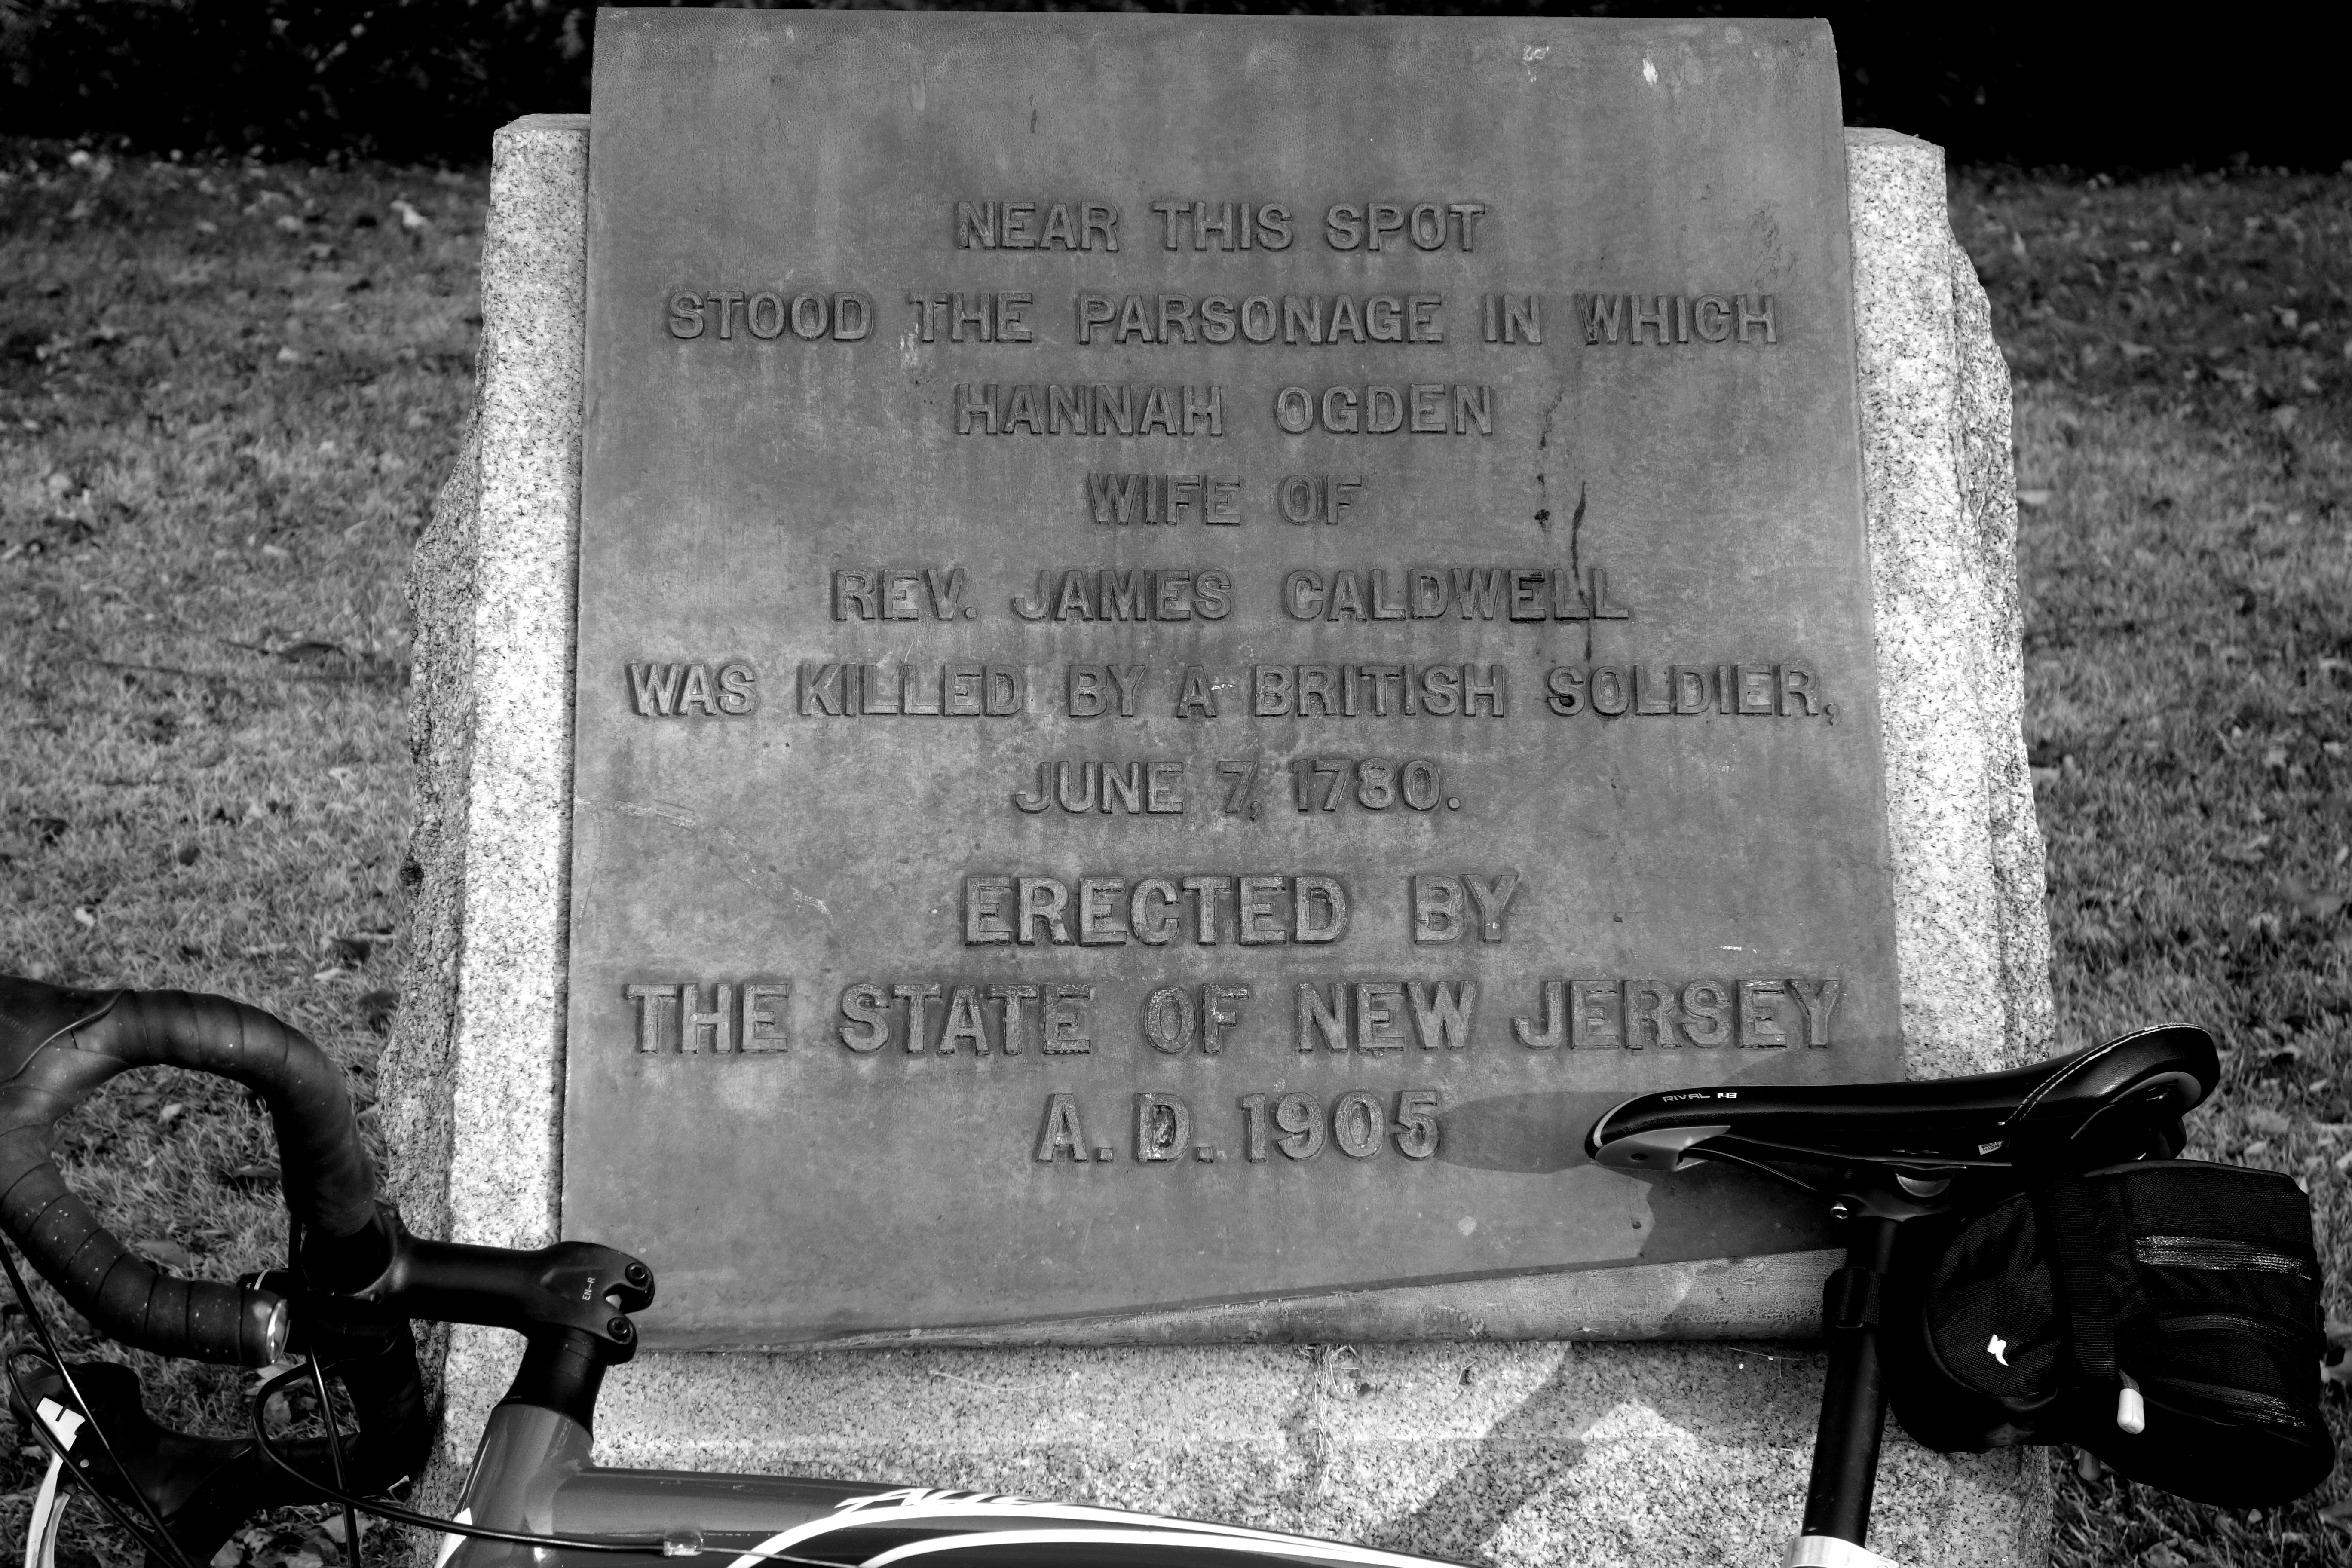 NEAR THIS SPOT
STOOD THE PARSONAGE IN WHICH
HANNAH OGDEN
WIFE OF
REV. JAMES CALDWELL
WAS KILLED BY A BRITISH SOLDIER,
JUNE 7, 1780.
ERECTED BY
THE STATE OF NEW JERSEY
A. D. 1905
RIVAL 143
EN-R